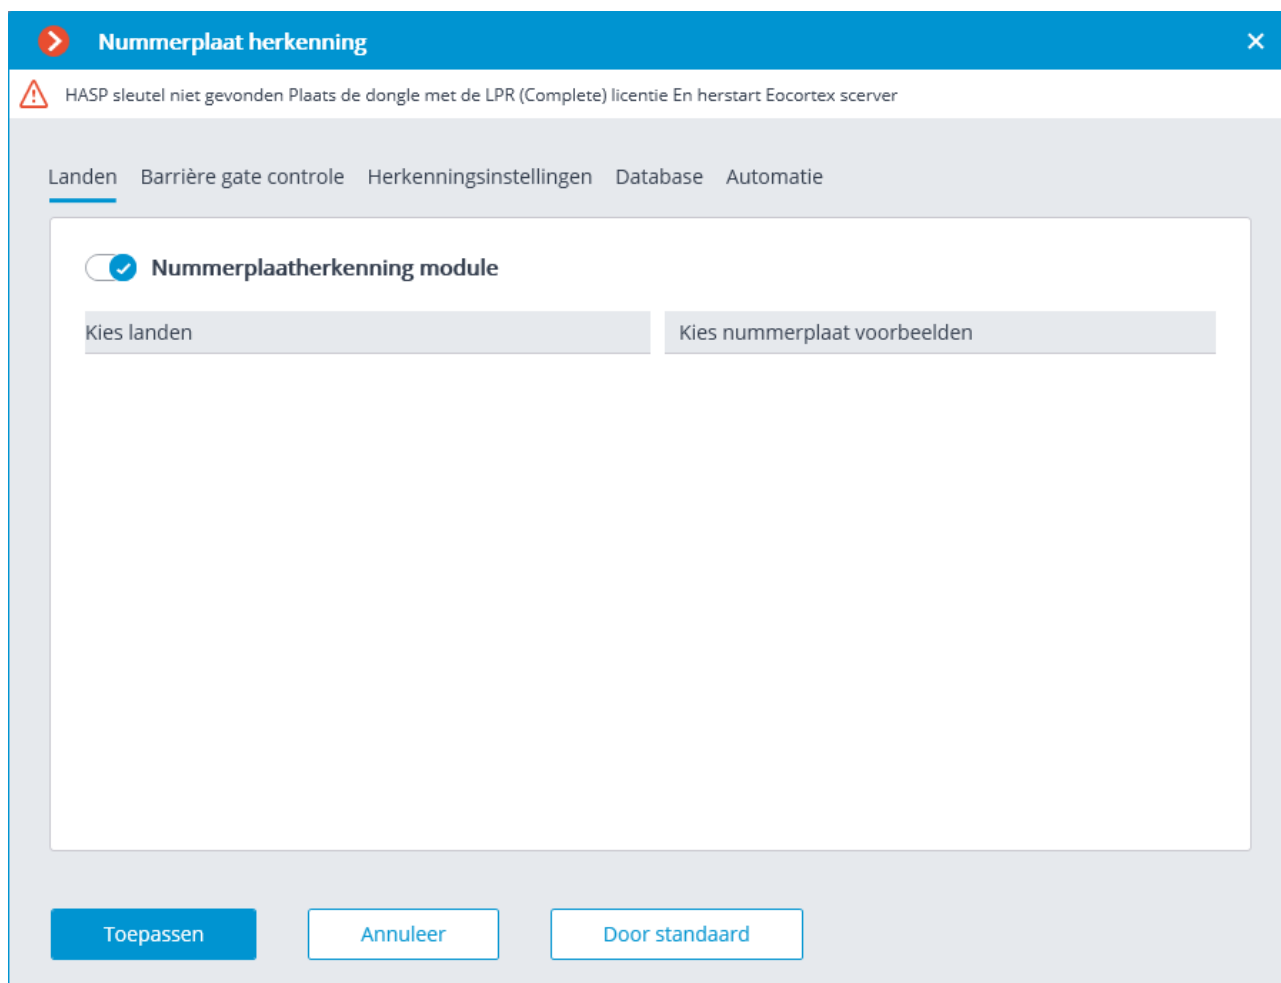 Nummerplaat herkenning
HASP sleutel niet gevonden Plaats de dongle met de LPR (Complete) licentie En herstart Eocortex scerver
Landen Barrière gate controle Herkenningsinstellingen Database Automatie
Nummerplaatherkenning module
Kies landen Kies nummerplaat voorbeelden
Toepassen Annuleer Door standaard